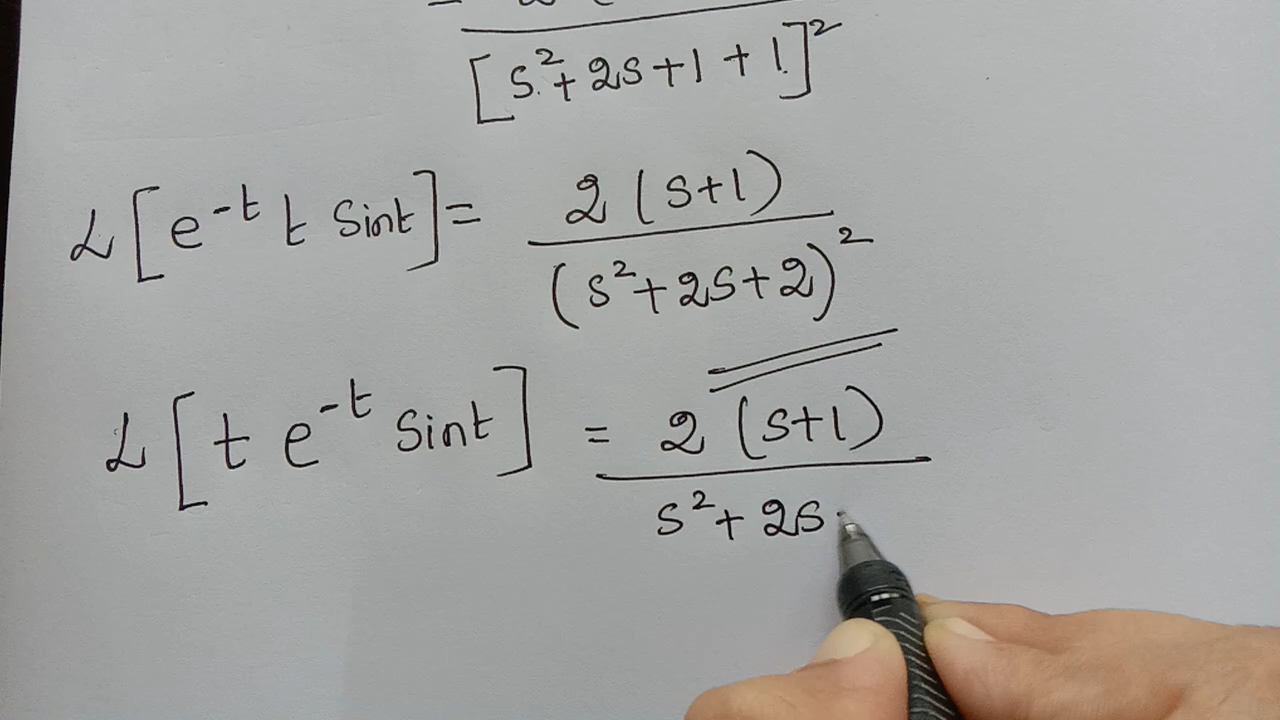 [s²+2s+1+1]²
L[e^-t t Sint] = 2(s+1)
(s²+2s+2)²
L[t e^-t Sint] = 2(s+1)
s²+2s